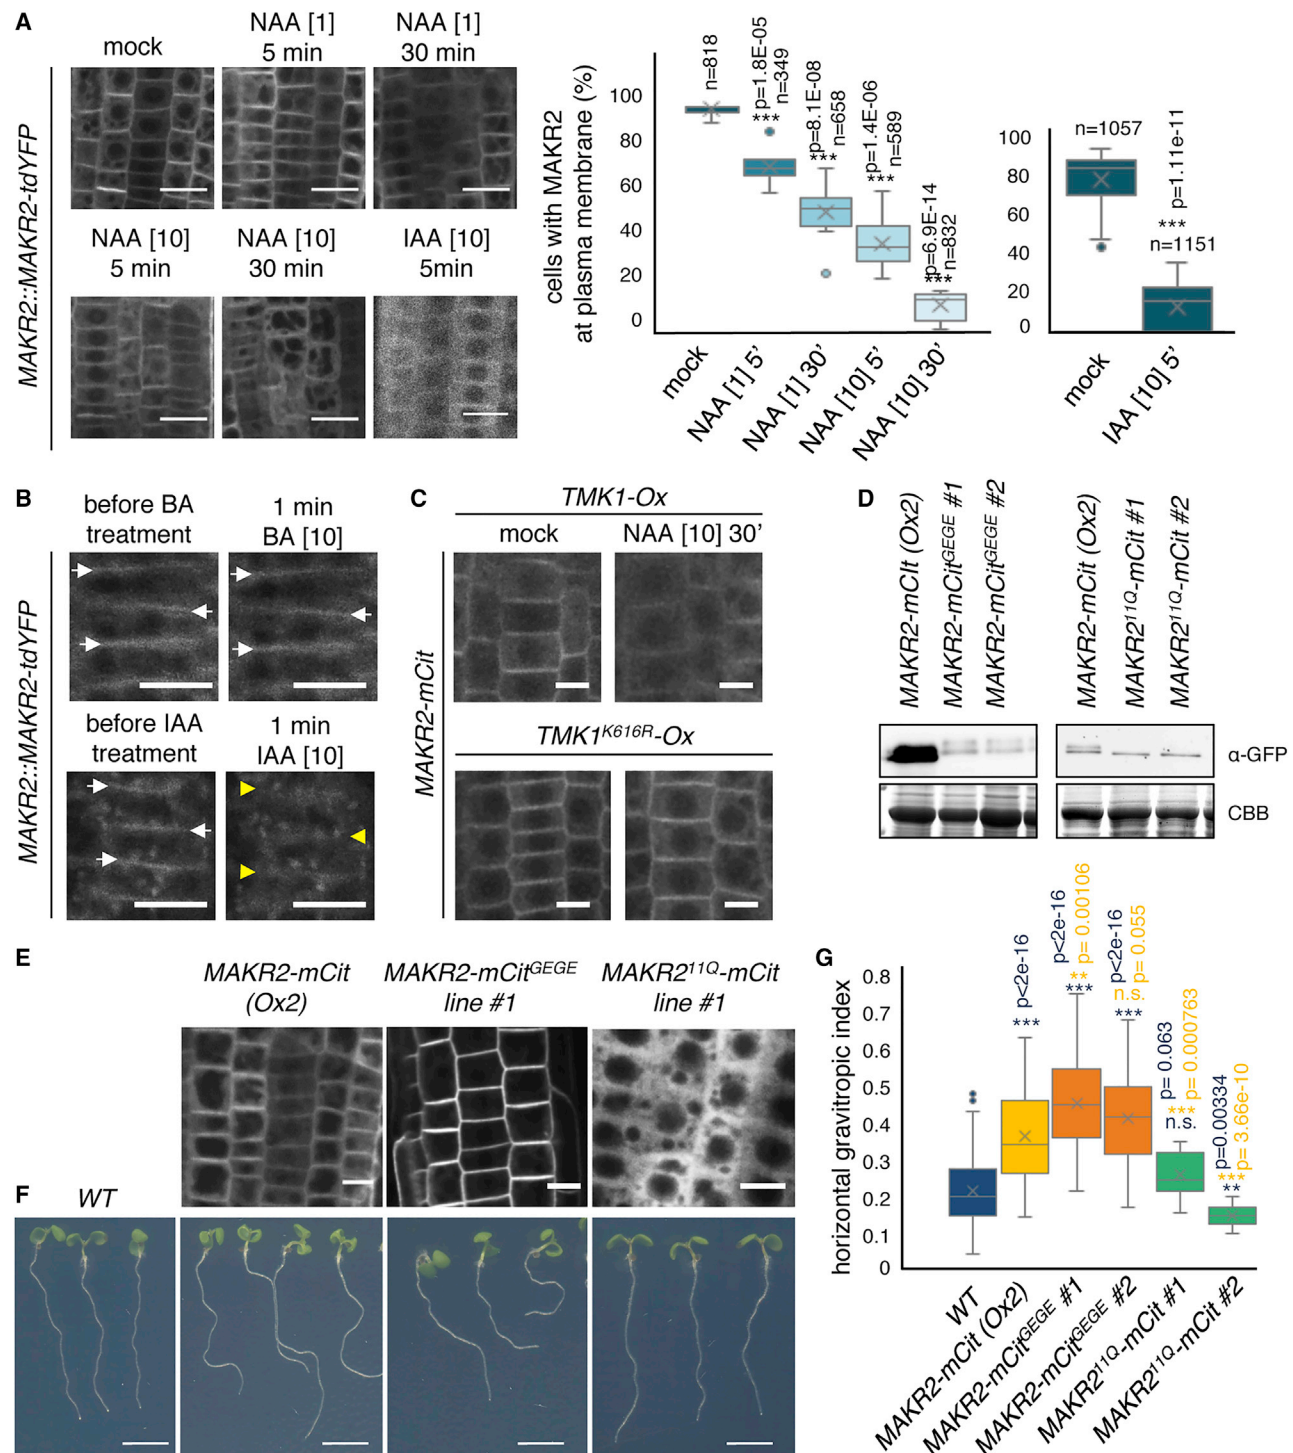 A
mock
NAA [1]
5 min
NAA [1]
30 min
NAA [10]
5 min
NAA [10]
30 min
IAA [10]
5min
MAKR2::MAKR2-tdYFP
cells with MAKR2
at plasma membrane (%)
100
80
60
40
20
0
n=818
p=1.8E-05
n=349
***
p=8.1E-08
n=658
***
p=1.4E-06
n=589
***
p=6.9E-14
n=832
***
mock
NAA [1] 5'
NAA [1] 30'
NAA [10] 5'
NAA [10] 30'
100
80
60
40
20
0
n=1057
p=1.11e-11
***
n=1151
mock
IAA [10] 5'
B
before BA
treatment
1 min
BA [10]
before IAA
treatment
1 min
IAA [10]
MAKR2::MAKR2-tdYFP
C
TMK1-Ox
mock
NAA [10] 30'
TMK1K616R-Ox
MAKR2-mCit
D
MAKR2-mCit (Ox2)
MAKR2-mCitGEGE #1
MAKR2-mCitGEGE #2
MAKR2-mCit (Ox2)
MAKR211Q-mCit #1
MAKR211Q-mCit #2
α-GFP
CBB
E
MAKR2-mCit
(Ox2)
MAKR2-mCitGEGE
line #1
MAKR211Q-mCit
line #1
F
WT
G
horizontal gravitropic index
0.8
0.7
0.6
0.5
0.4
0.3
0.2
0.1
0
p<2e-16
***
p<2e-16
p= 0.00106
**
***
p<2e-16
p= 0.055
n.s.
***
p= 0.063
p= 0.000763
***
n.s.
p=0.00334
p= 3.66e-10
***
**
WT
MAKR2-mCit (Ox2)
MAKR2-mCitGEGE #1
MAKR2-mCitGEGE #2
MAKR211Q-mCit #1
MAKR211Q-mCit #2